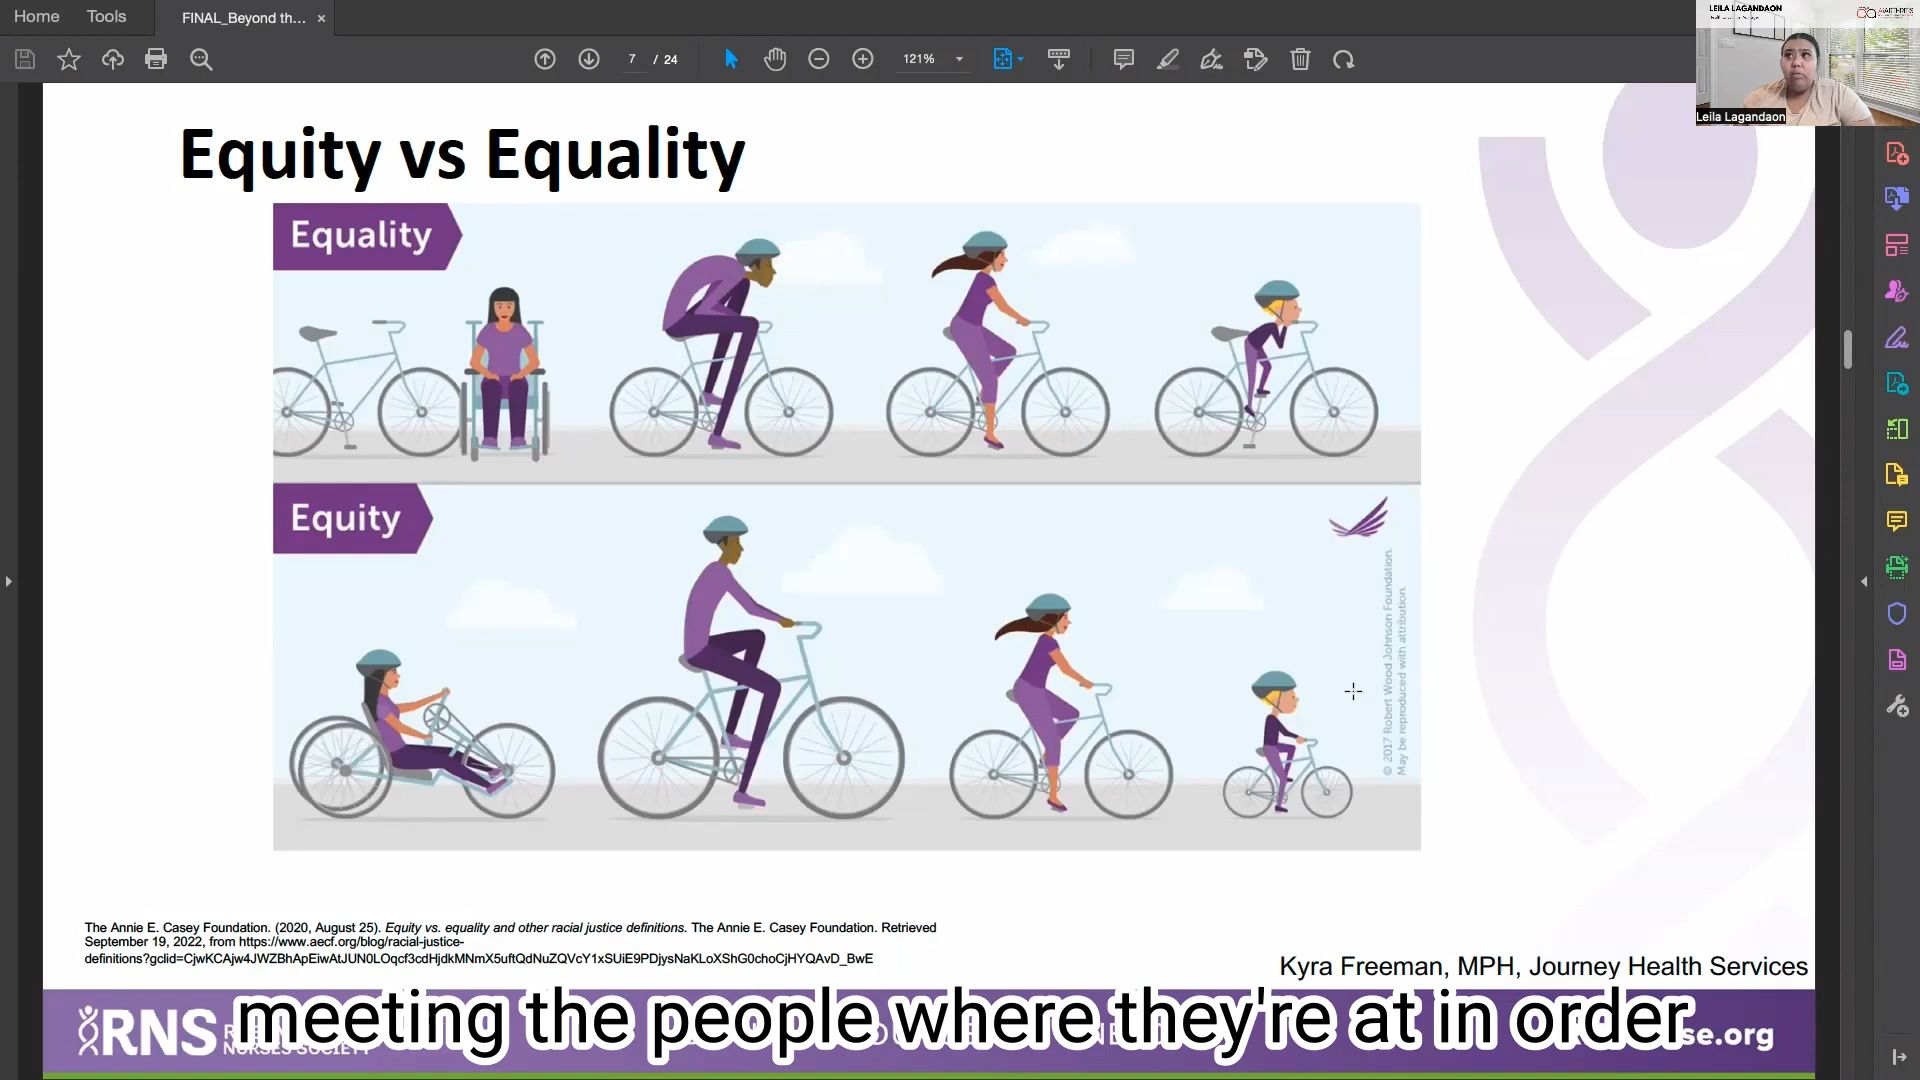 Home
Tools
FINAL_Beyond th...
×
7 / 24
121%
LEILA LAGANDAON
Leila Lagandaon
Equity vs Equality
Equality
Equity
© 2017 Robert Wood Johnson Foundation.
May be reproduced with attribution.
The Annie E. Casey Foundation. (2020, August 25). Equity vs. equality and other racial justice definitions. The Annie E. Casey Foundation. Retrieved
September 19, 2022, from https://www.aecf.org/blog/racial-justice-
definitions?gclid=CjwKCAjw4JWZBhApEiwAtJUN0LOqcf3cdHjdkMNmX5uftQdNuZQVcY1xSUiE9PDjysNaKLoXShG0choCjHYQAvD_BwE
Kyra Freeman, MPH, Journey Health Services
RNS
NURSES SOCIETY
meeting the people where they're at in order
se.org